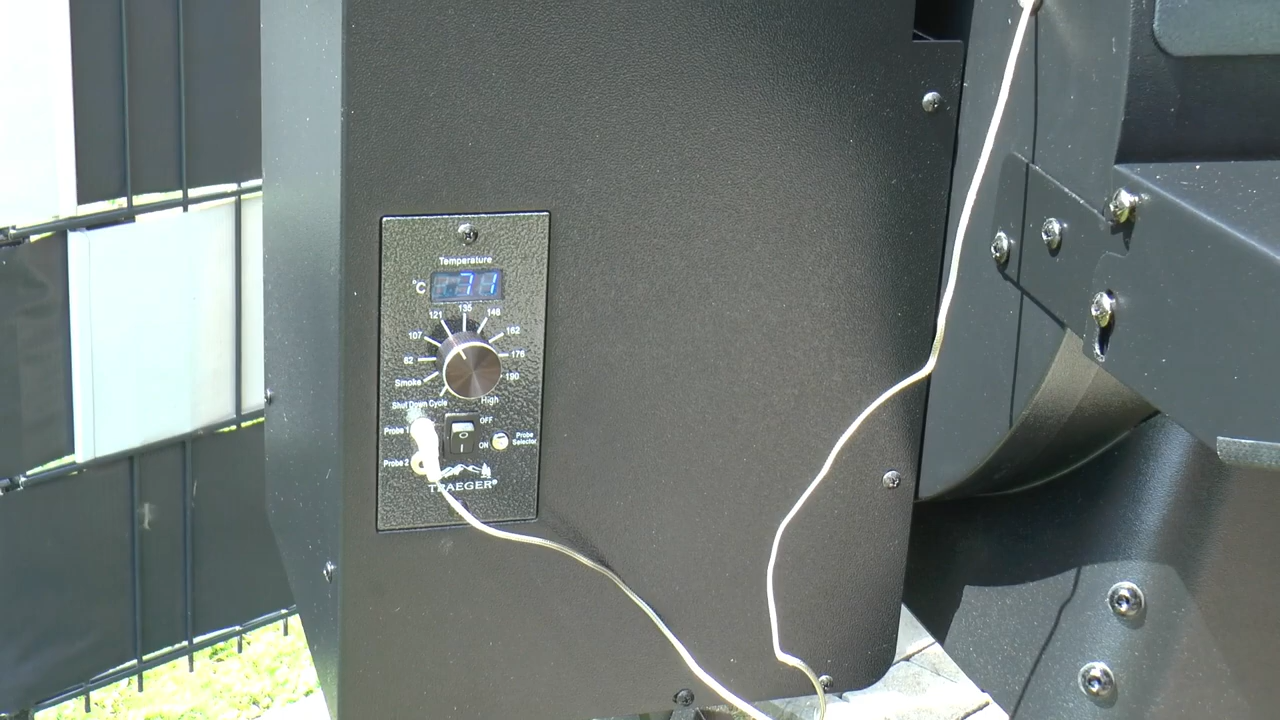 Temperature
°C 71
135
121 148
107 162
82 176
Smoke 190
Shut Down Cycle High
Probe 1 OFF
ON Probe Selector
Probe 2
TRAEGER®